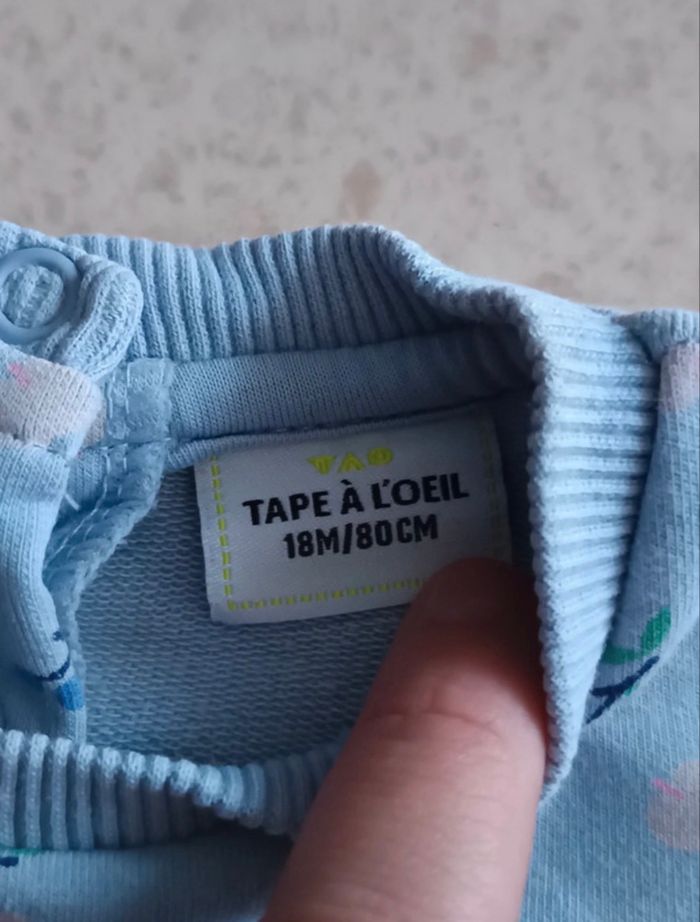 TAO
TAPE À L'OEIL
18M/80CM